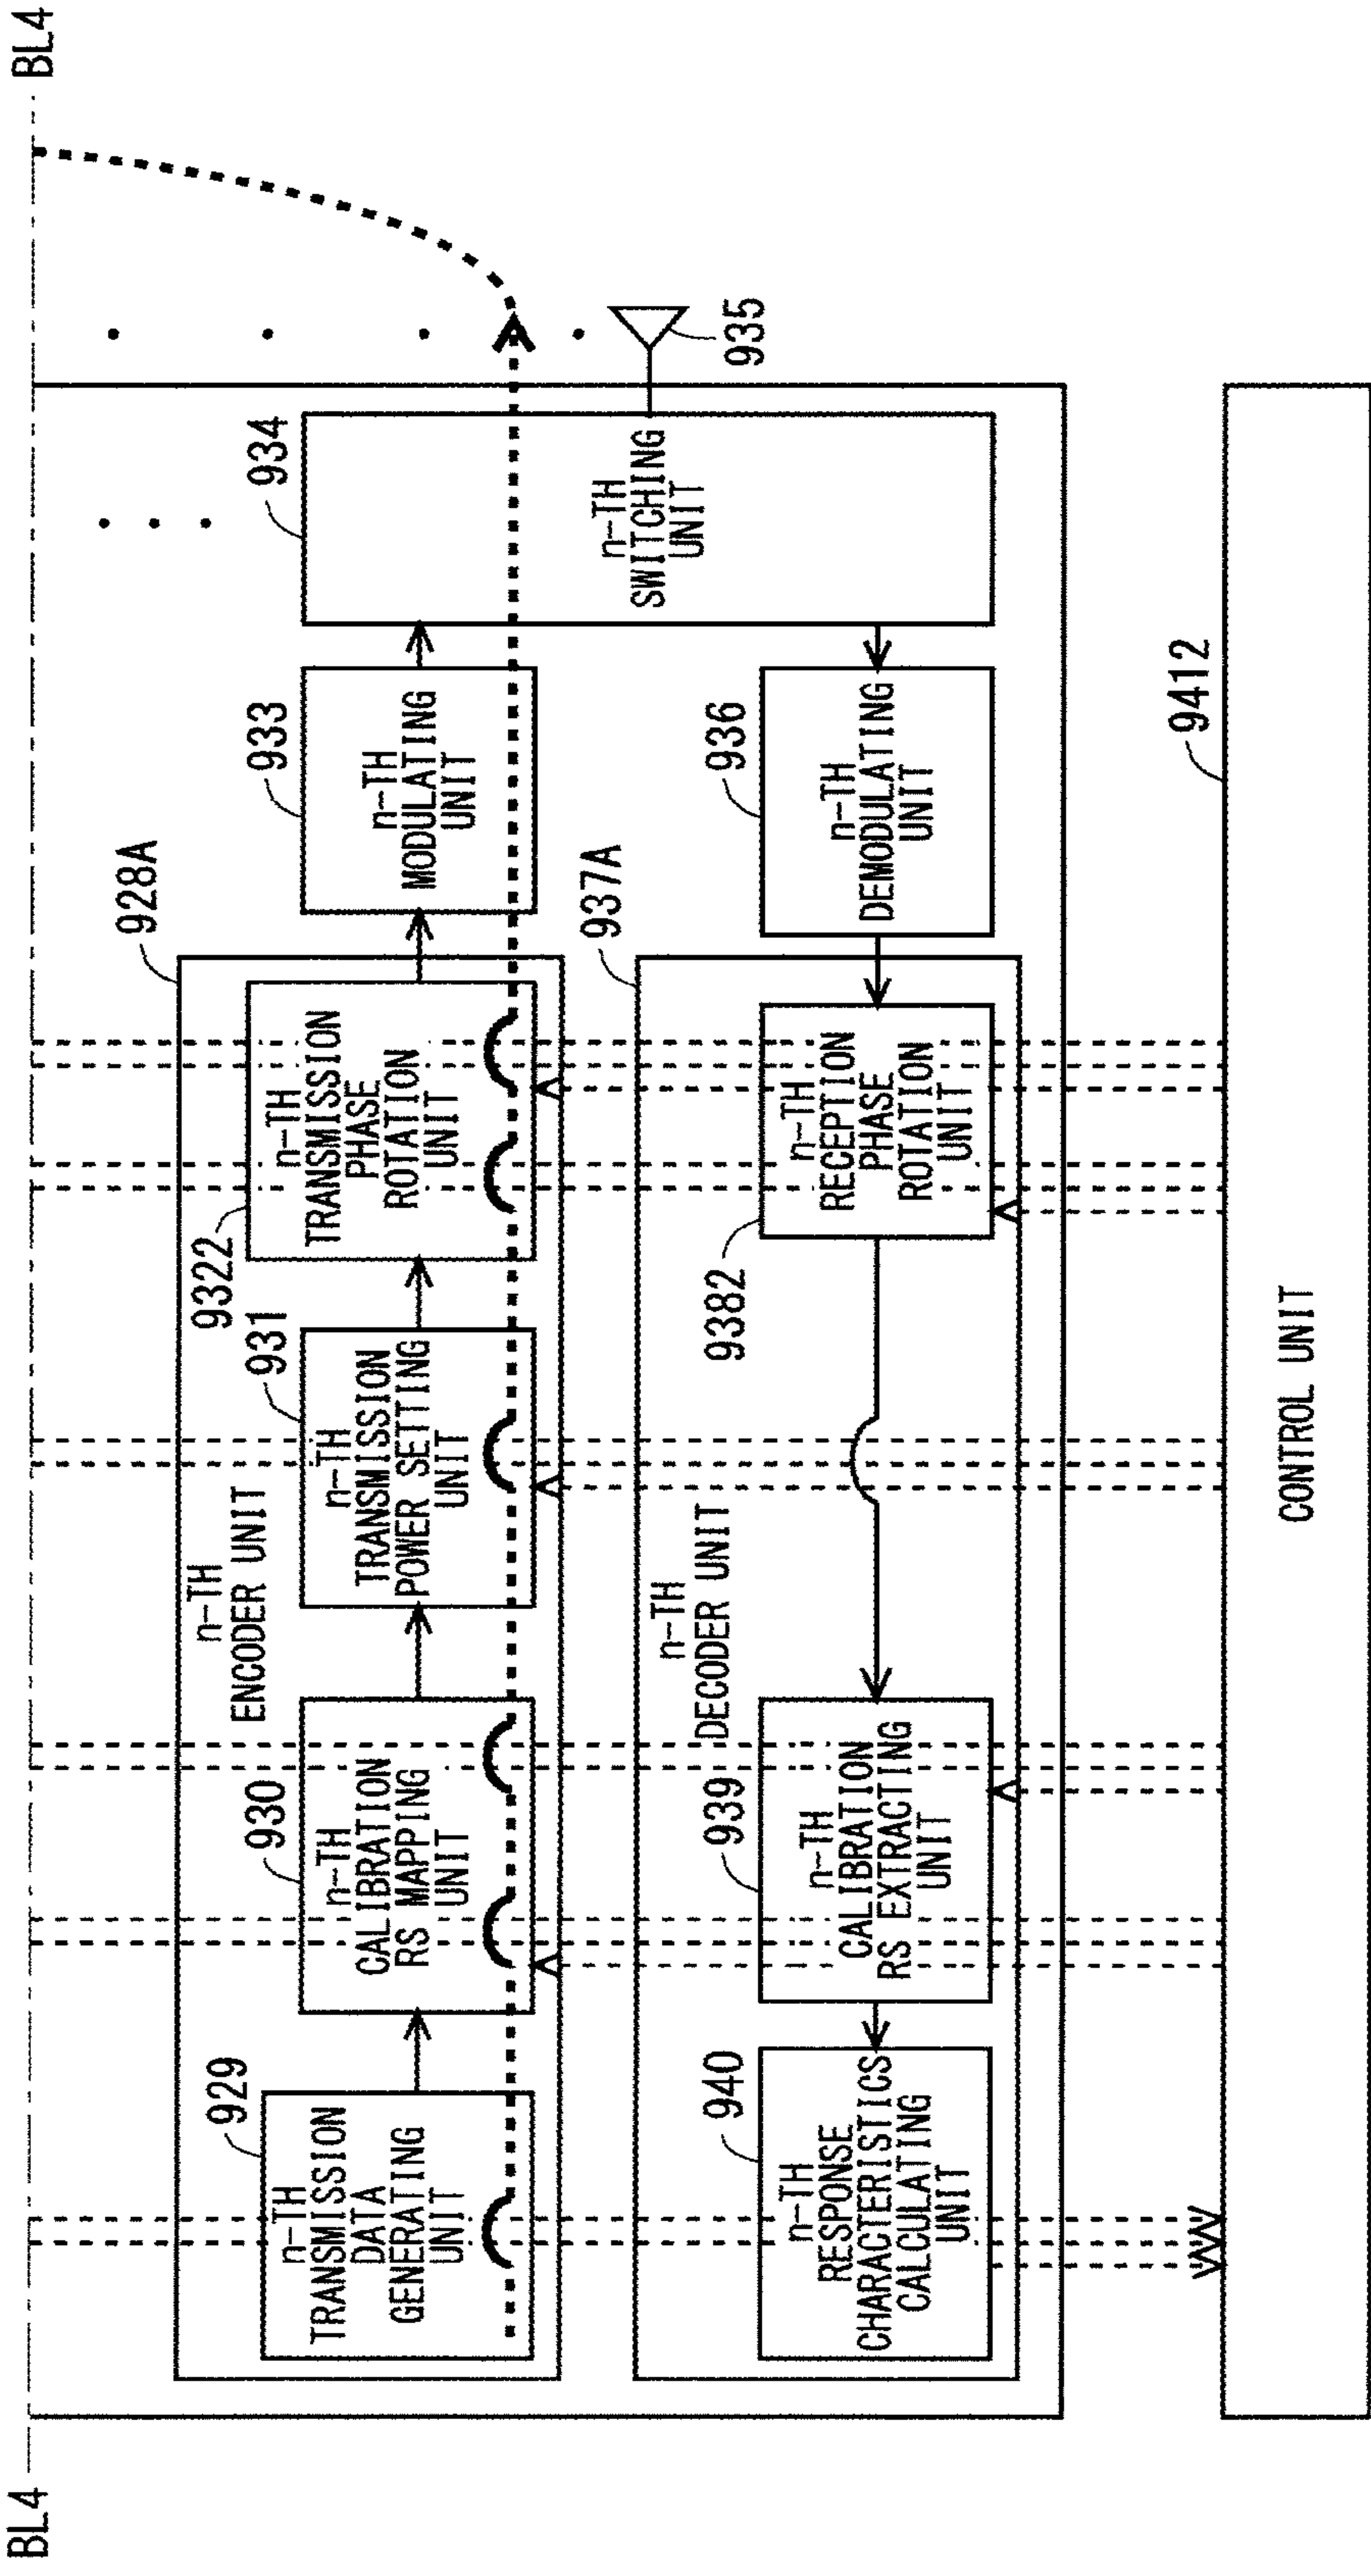 BL4
BL4
928A
n-TH
ENCODER UNIT
929
n-TH
TRANSMISSION
DATA
GENERATING
UNIT
930
n-TH
CALIBRATION
RS MAPPING
UNIT
931
n-TH
TRANSMISSION
POWER SETTING
UNIT
9322
n-TH
TRANSMISSION
PHASE
ROTATION
UNIT
933
n-TH
MODULATING
UNIT
934
n-TH
SWITCHING
UNIT
935
937A
n-TH
DECODER UNIT
940
n-TH
RESPONSE
CHARACTERISTICS
CALCULATING
UNIT
939
n-TH
CALIBRATION
RS EXTRACTING
UNIT
9382
n-TH
RECEPTION
PHASE
ROTATION
UNIT
936
n-TH
DEMODULATING
UNIT
9412
CONTROL UNIT